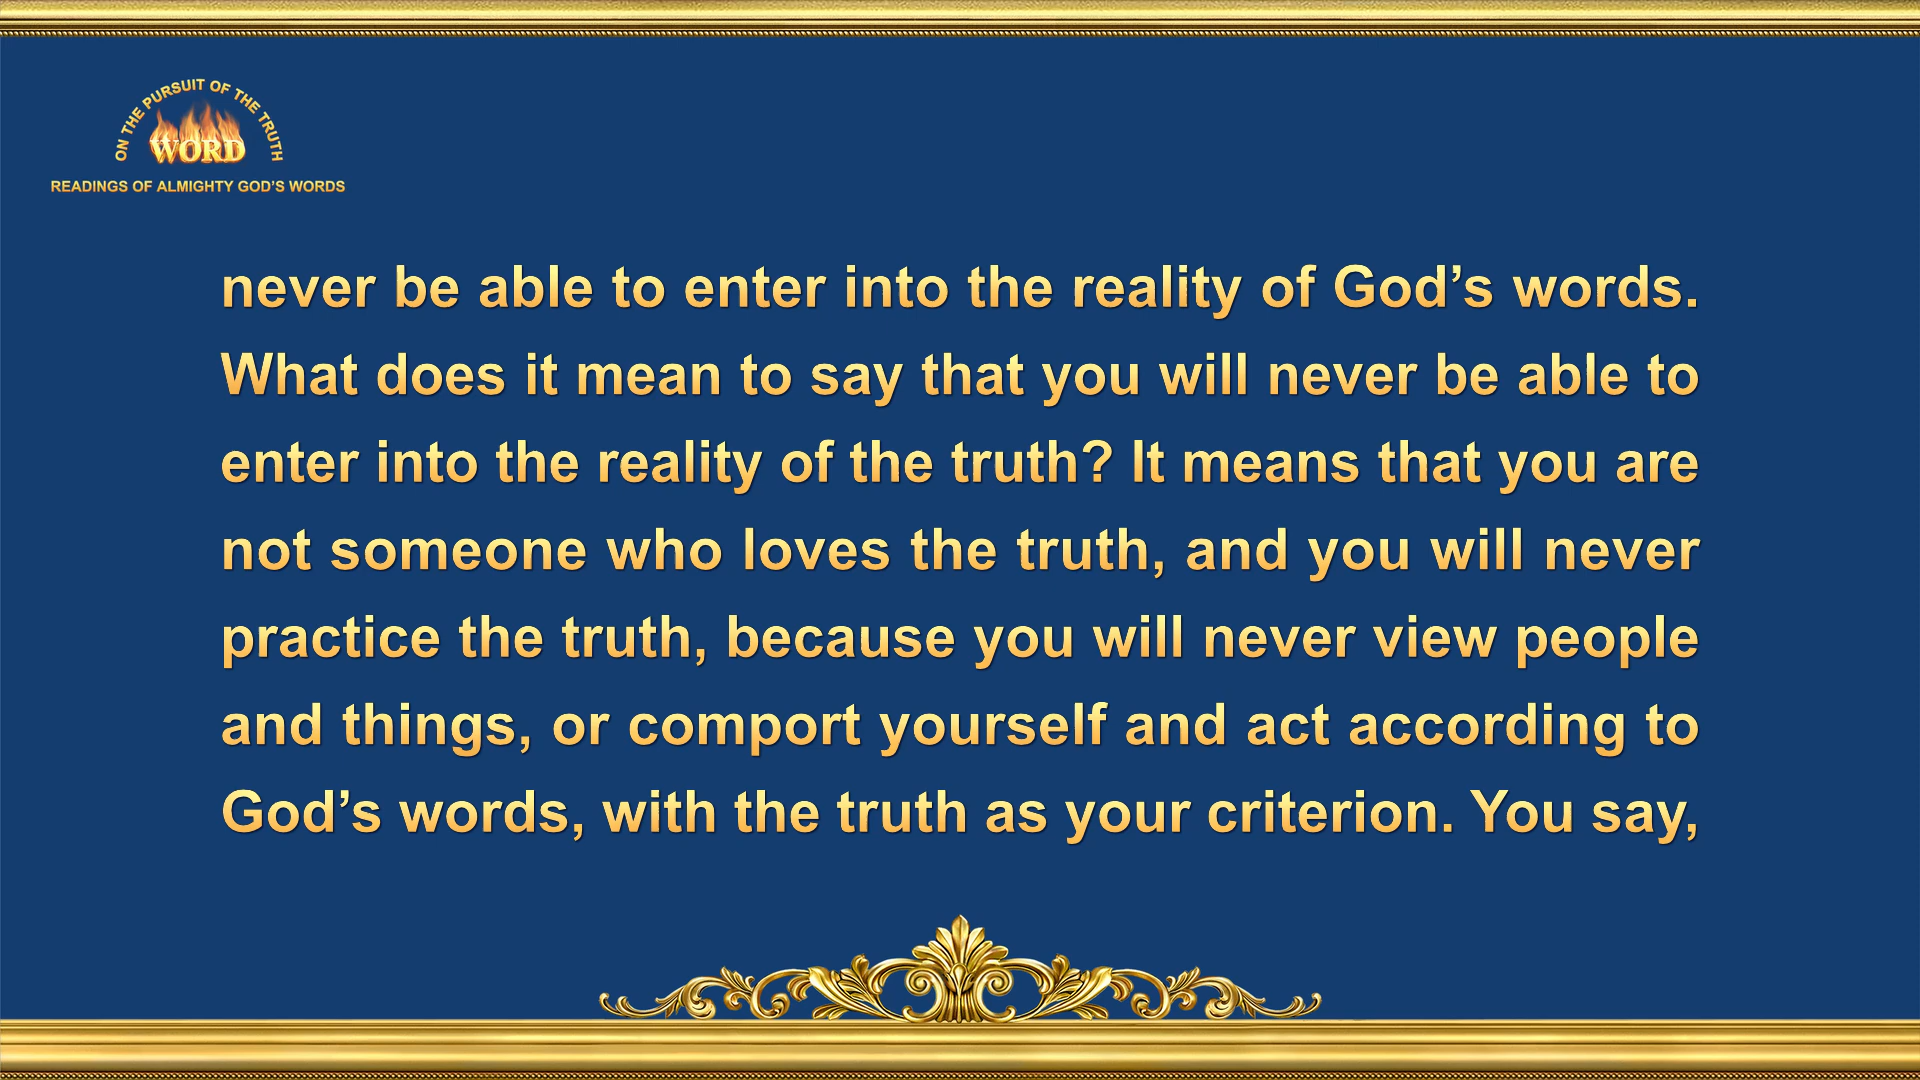 ON THE PURSUIT OF THE TRUTH
WORD
READINGS OF ALMIGHTY GOD’S WORDS
never be able to enter into the reality of God’s words.
What does it mean to say that you will never be able to
enter into the reality of the truth? It means that you are
not someone who loves the truth, and you will never
practice the truth, because you will never view people
and things, or comport yourself and act according to
God’s words, with the truth as your criterion. You say,